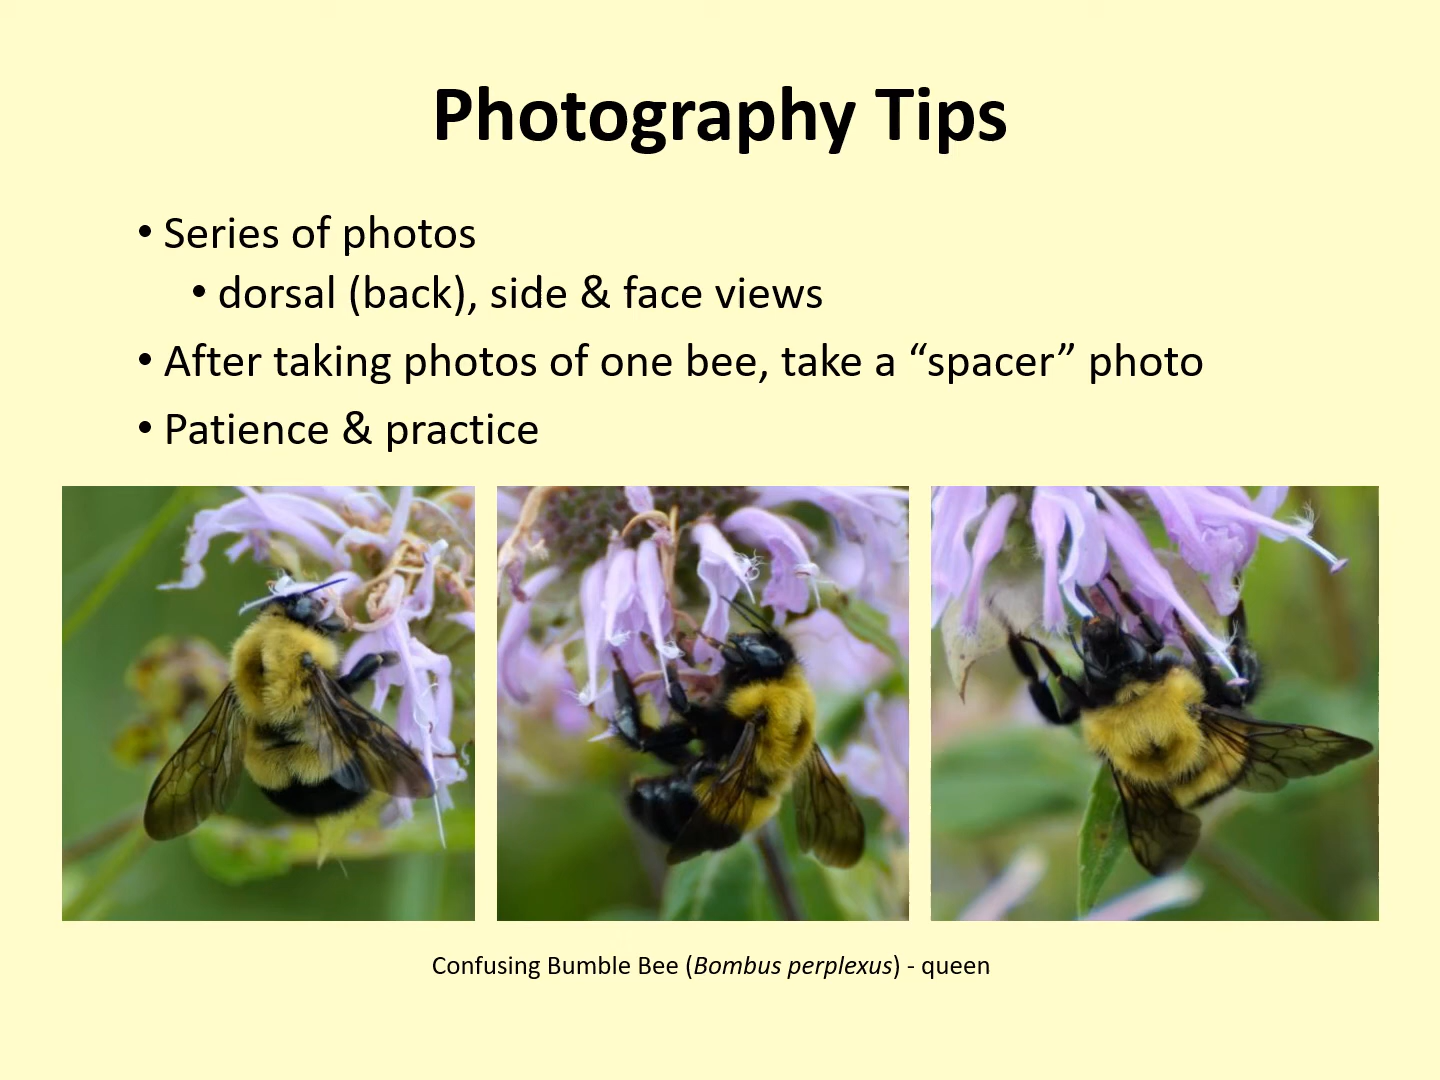 Photography Tips
• Series of photos
• dorsal (back), side & face views
• After taking photos of one bee, take a “spacer” photo
• Patience & practice
Confusing Bumble Bee (Bombus perplexus) - queen